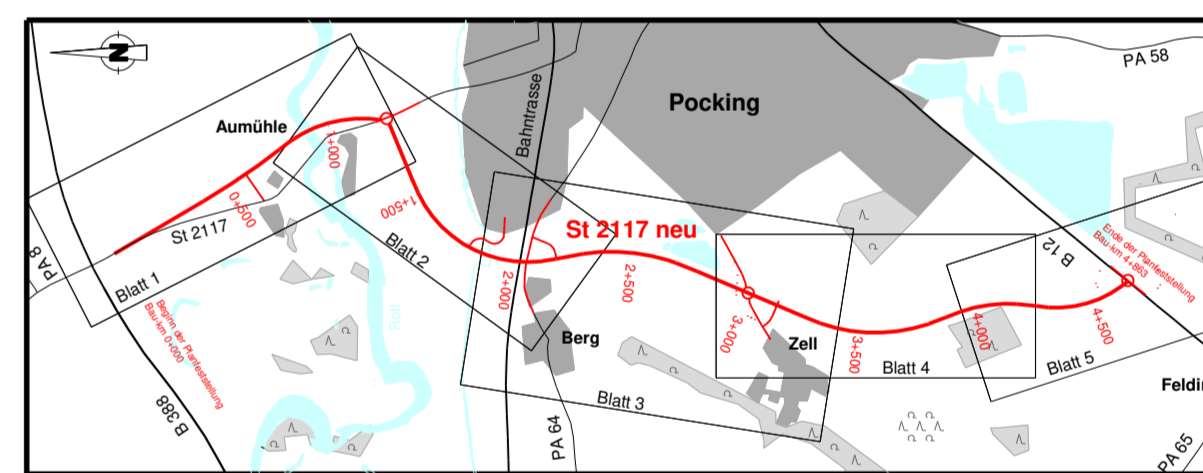 N
PA 58
Pocking
Aumühle
Bahntrasse
1+000
0+500
1+500
St 2117
St 2117 neu
PA 8
Blatt 1
Blatt 2
B 12
Ende der Planfeststellung
Bau-km 4+863
Beginn der Planfeststellung
Bau-km 0+000
Rott
2+000
2+500
3+000
3+500
4+000
4+500
Berg
Zell
Blatt 3
Blatt 4
Blatt 5
B 388
PA 64
PA 65